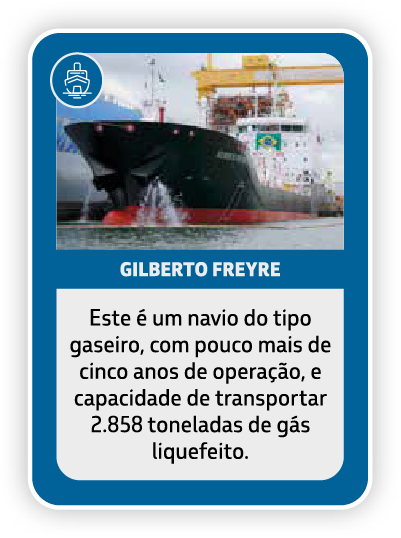 GILBERTO FREYRE
Este é um navio do tipo
gaseiro, com pouco mais de
cinco anos de operação, e
capacidade de transportar
2.858 toneladas de gás
liquefeito.